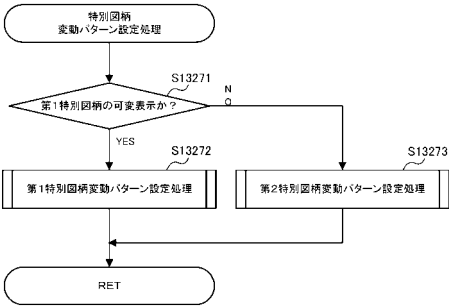 特別図柄
変動パターン設定処理
S13271
第1特別図柄の可変表示か?
N
O
YES
S13272
S13273
第1特別図柄変動パターン設定処理
第2特別図柄変動パターン設定処理
RET